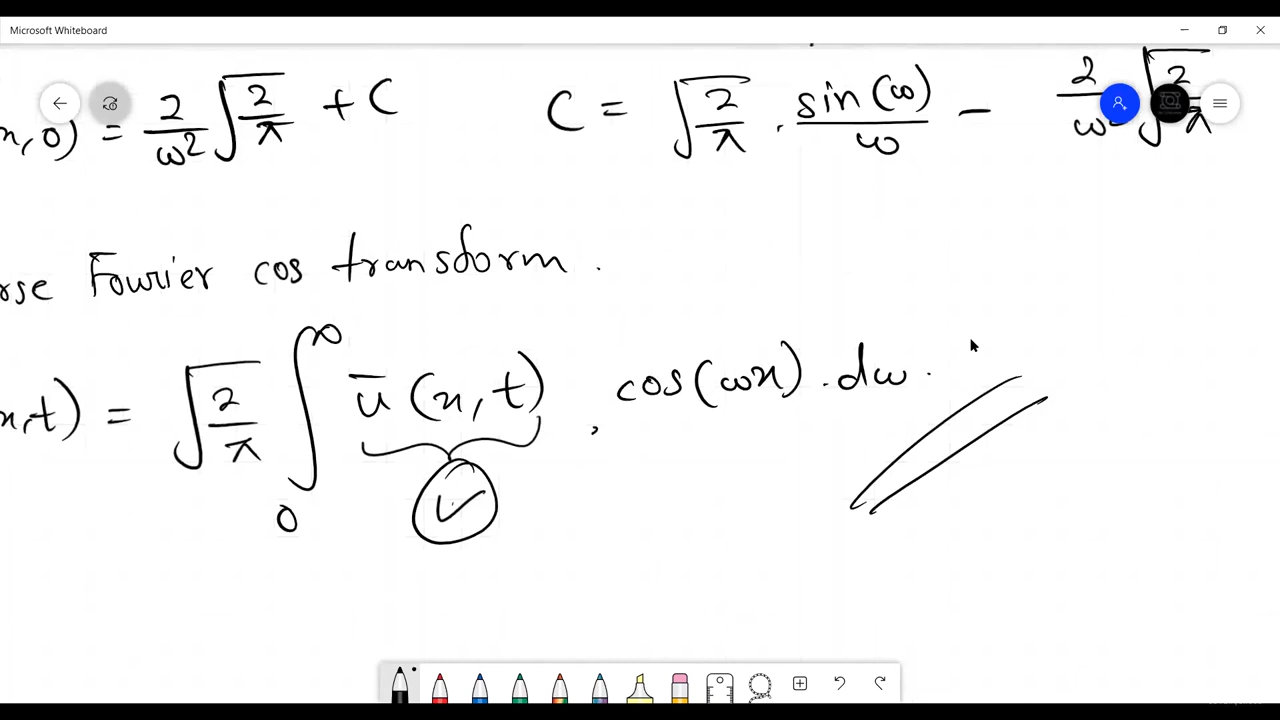 Microsoft Whiteboard
x, 0) = 2/ω² √(2/π) + C    C = √(2/π) . sin(ω)/ω − 2/ω² √(2/π)
rse Fourier cos transform.
x,t) = √(2/π) ∫₀^∞ ū(x,t) . cos(ωx) . dω .